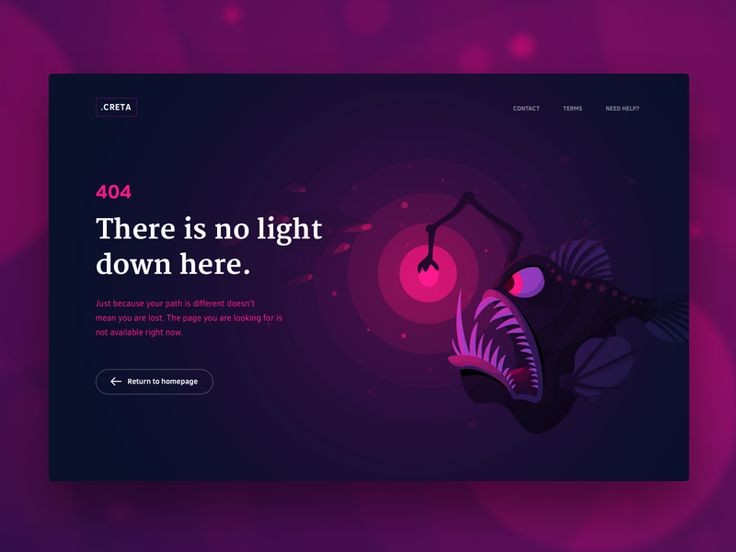 .CRETA
CONTACT TERMS NEED HELP?
404
There is no light
down here.
Just because your path is different doesn't
mean you are lost. The page you are looking for is
not available right now.
Return to homepage